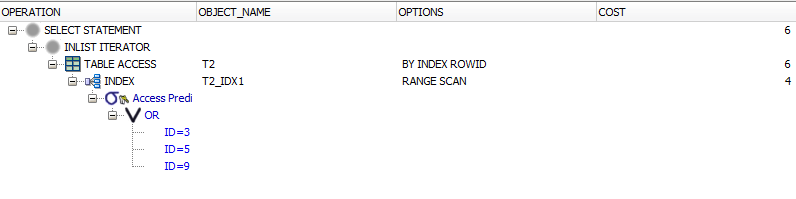 OPERATION OBJECT_NAME OPTIONS COST
SELECT STATEMENT 6
INLIST ITERATOR
TABLE ACCESS T2 BY INDEX ROWID 6
INDEX T2_IDX1 RANGE SCAN 4
Access Predi
OR
ID=3
ID=5
ID=9